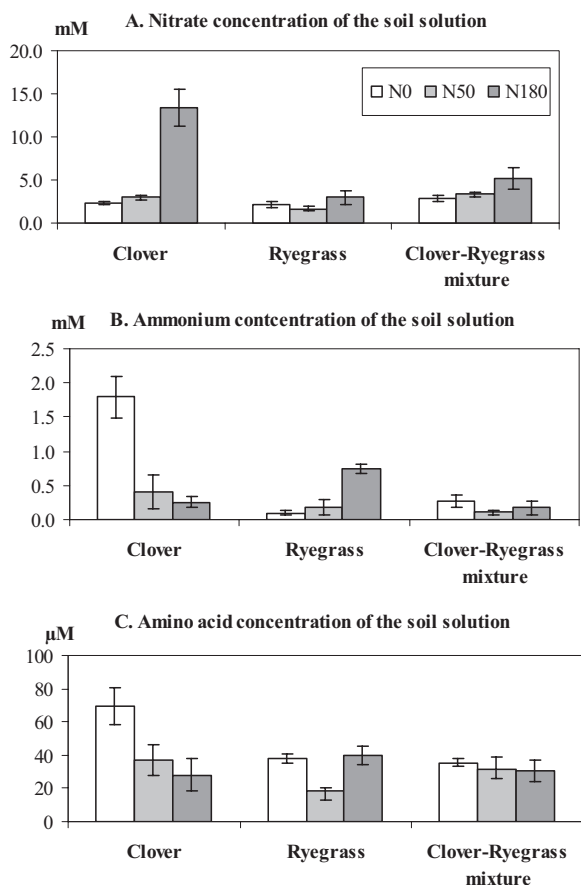 A. Nitrate concentration of the soil solution
mM
20.0
15.0
10.0
5.0
0.0
N0 N50 N180
Clover Ryegrass Clover-Ryegrass
mixture
B. Ammonium contcentration of the soil solution
mM
2.5
2.0
1.5
1.0
0.5
0.0
Clover Ryegrass Clover-Ryegrass
mixture
C. Amino acid concentration of the soil solution
µM
100
80
60
40
20
0
Clover Ryegrass Clover-Ryegrass
mixture